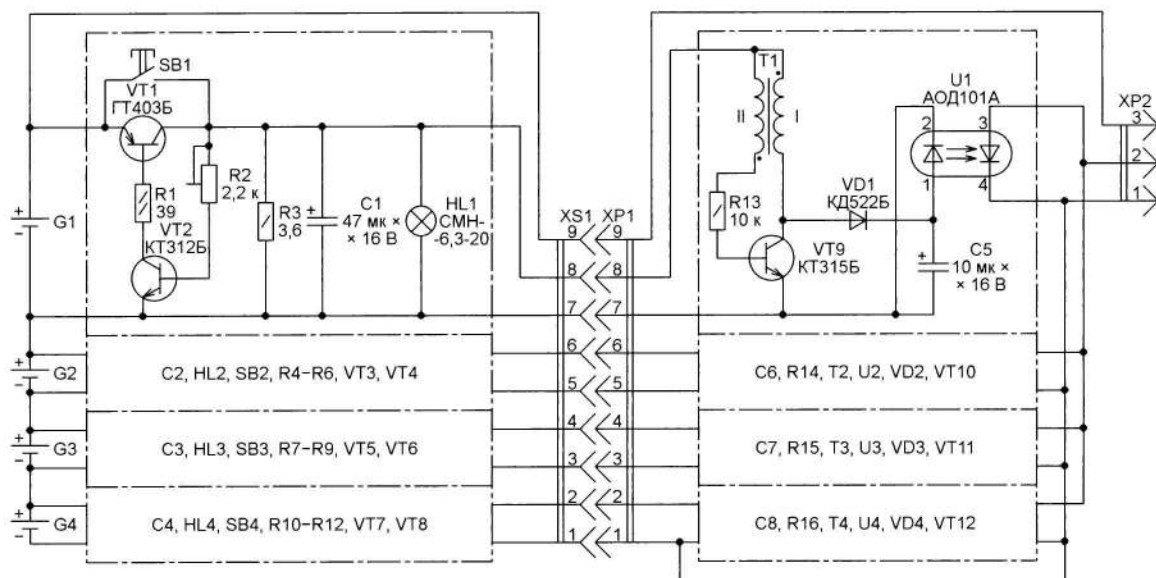 SB1
VT1
ГТ403Б
R1
39
VT2
КТ312Б
R2
2,2 к
R3
3,6
+
C1
47 мк ×
× 16 В
HL1
СМН-
-6,3-20
+
−
G1
+
−
G2
+
−
G3
+
−
G4
C2, HL2, SB2, R4–R6, VT3, VT4
C3, HL3, SB3, R7–R9, VT5, VT6
C4, HL4, SB4, R10–R12, VT7, VT8
XS1 XP1
9 9
8 8
7 7
6 6
5 5
4 4
3 3
2 2
1 1
T1
II
I
R13
10 к
VD1
КД522Б
VT9
КТ315Б
U1
АОД101А
2
3
1
4
+
C5
10 мк ×
× 16 В
XP2
3
2
1
C6, R14, T2, U2, VD2, VT10
C7, R15, T3, U3, VD3, VT11
C8, R16, T4, U4, VD4, VT12